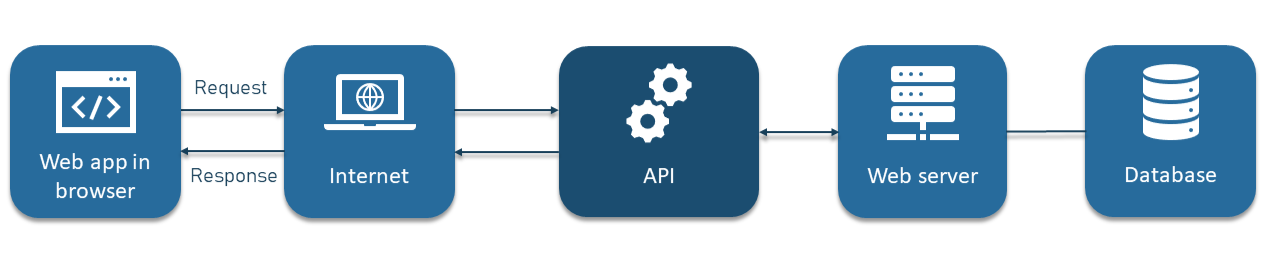 Request
Response
</>
Web app in
browser
Internet
API
Web server
Database